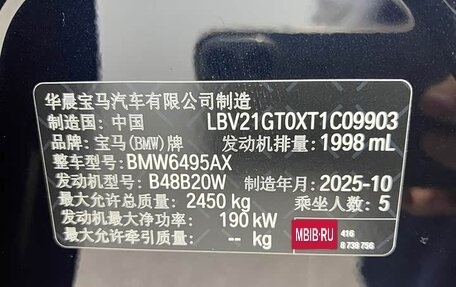 华晨宝马汽车有限公司制造
制造国：中国 LBV21GT0XT1C09903
品牌：宝马(BMW)牌 发动机排量：1998 mL
整车型号：BMW6495AX
发动机型号：B48B20W 制造年月：2025-10
最大允许总质量：2450 kg 乘坐人数：5
发动机最大净功率：190 kW
最大允许牵引质量：-- kg
MBIB.RU
416
8 738 756